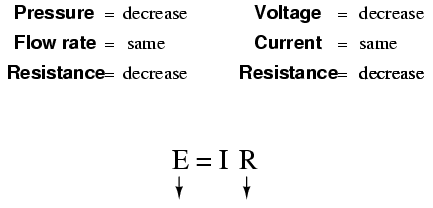 Pressure = decrease Voltage = decrease
Flow rate = same Current = same
Resistance= decrease Resistance= decrease
E = I R